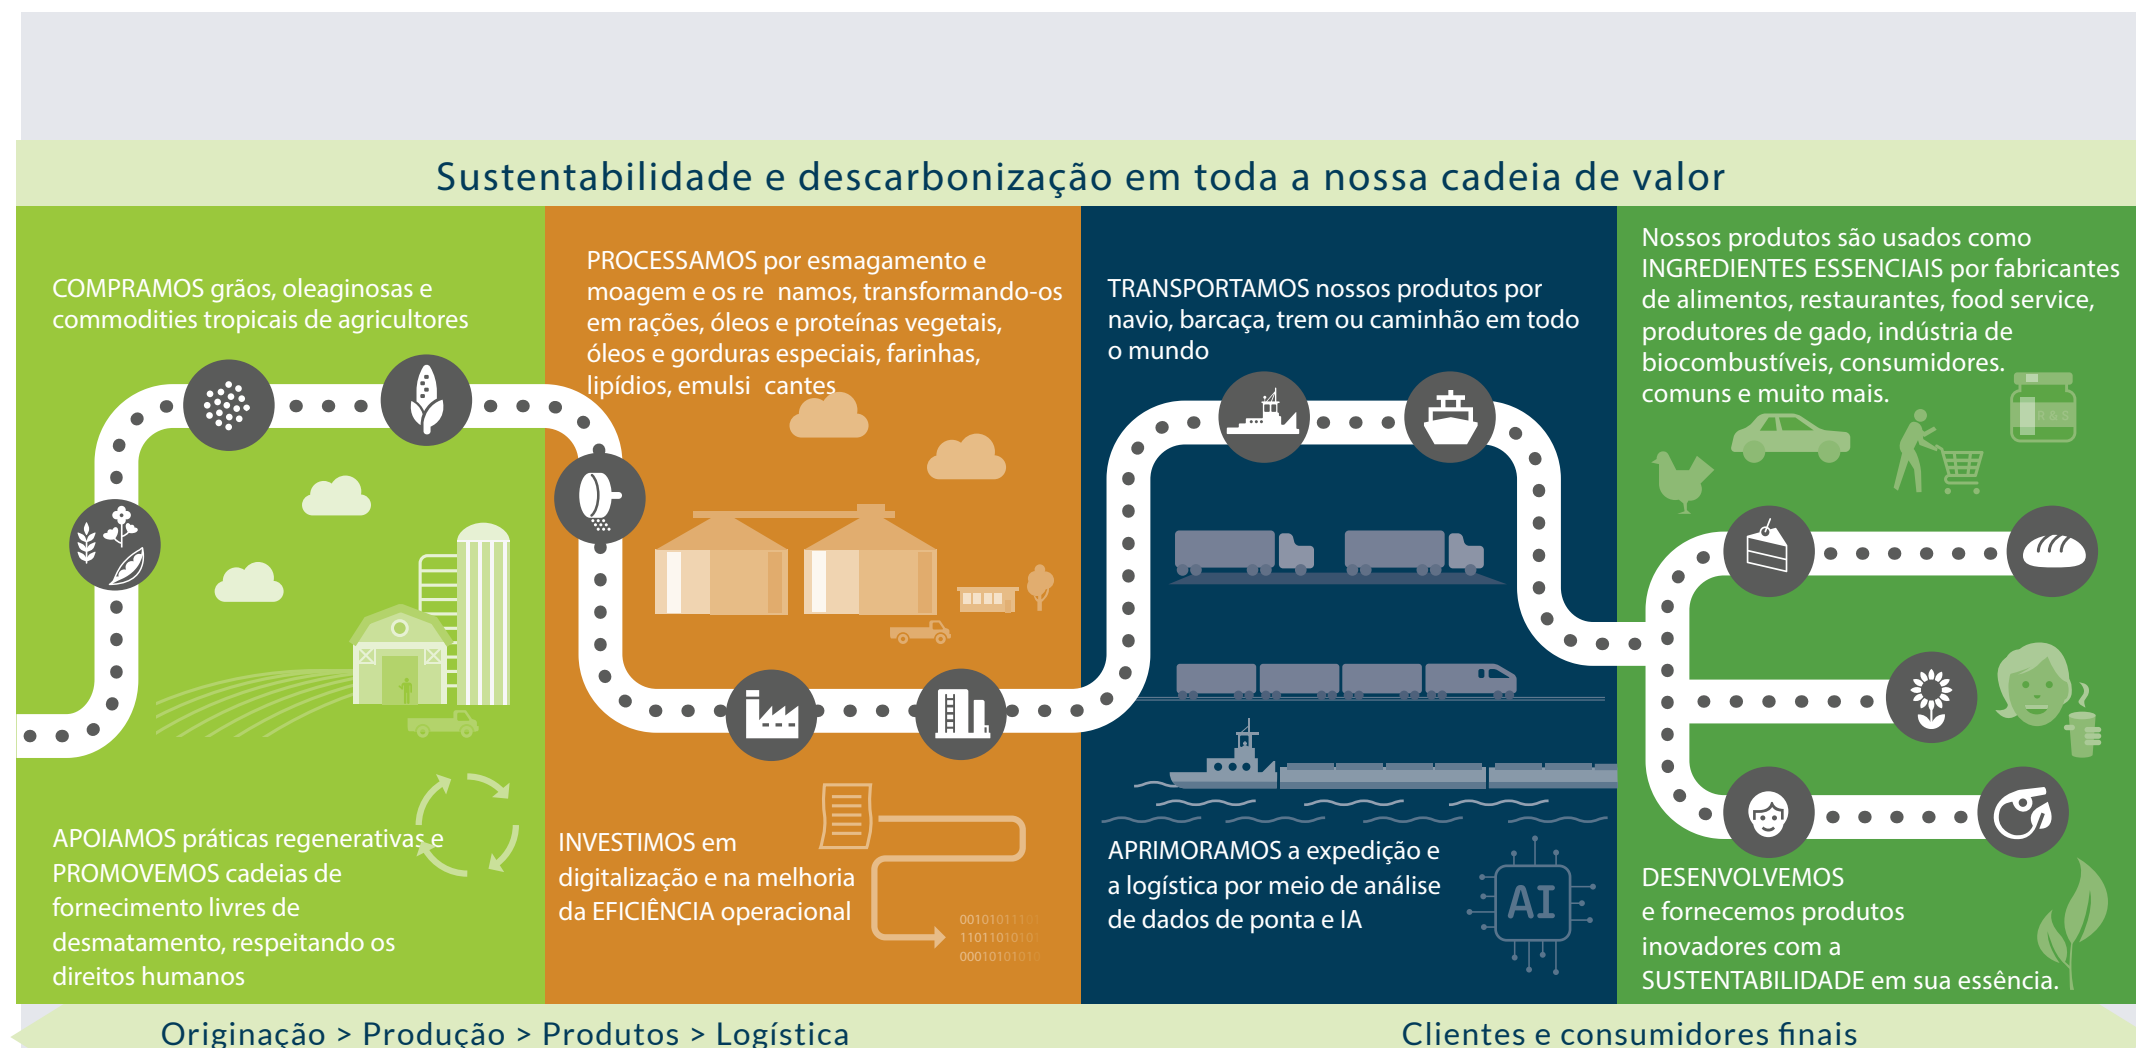 Sustentabilidade e descarbonização em toda a nossa cadeia de valor
COMPRAMOS grãos, oleaginosas e
commodities tropicais de agricultores
PROCESSAMOS por esmagamento e
moagem e os re namos, transformando-os
em rações, óleos e proteínas vegetais,
óleos e gorduras especiais, farinhas,
lipídios, emulsi cantes
TRANSPORTAMOS nossos produtos por
navio, barcaça, trem ou caminhão em todo
o mundo
Nossos produtos são usados como
INGREDIENTES ESSENCIAIS por fabricantes
de alimentos, restaurantes, food service,
produtores de gado, indústria de
biocombustíveis, consumidores.
comuns e muito mais.
R & S
APOIAMOS práticas regenerativas e
PROMOVEMOS cadeias de
fornecimento livres de
desmatamento, respeitando os
direitos humanos
INVESTIMOS em
digitalização e na melhoria
da EFICIÊNCIA operacional
00101011101
11011010101
00010101010
APRIMORAMOS a expedição e
a logística por meio de análise
de dados de ponta e IA
AI
DESENVOLVEMOS
e fornecemos produtos
inovadores com a
SUSTENTABILIDADE em sua essência.
Originação > Produção > Produtos > Logística
Clientes e consumidores finais